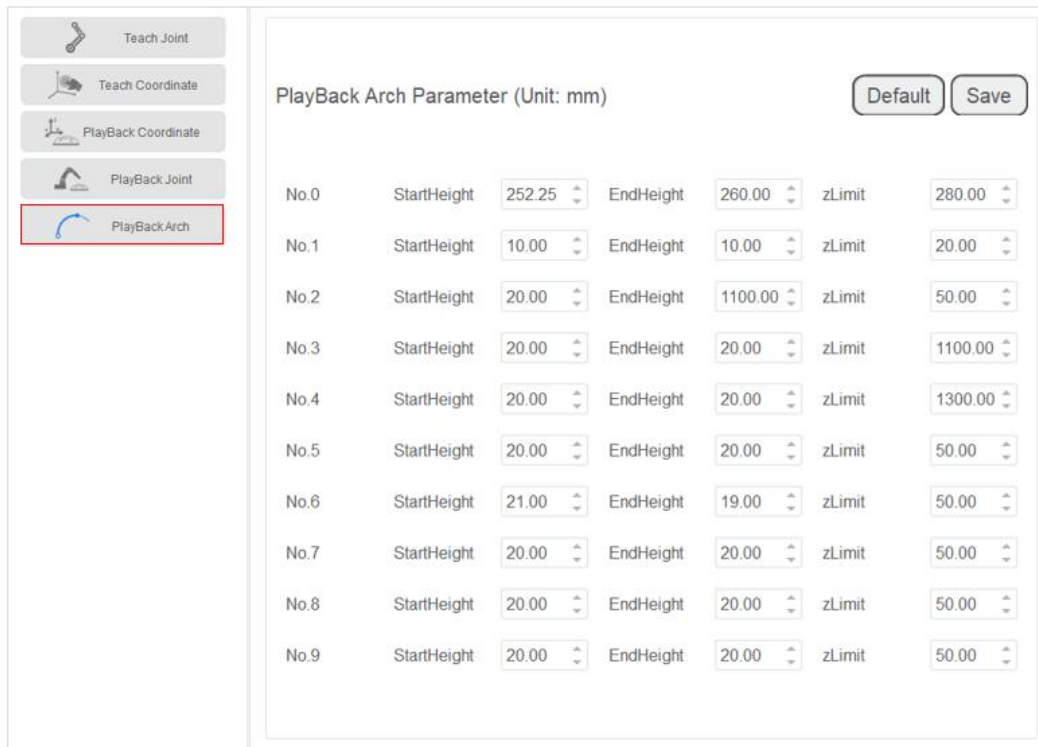 Teach Joint
Teach Coordinate
PlayBack Coordinate
PlayBack Joint
PlayBack Arch
PlayBack Arch Parameter (Unit: mm) Default Save
No.0 StartHeight 252.25 EndHeight 260.00 zLimit 280.00
No.1 StartHeight 10.00 EndHeight 10.00 zLimit 20.00
No.2 StartHeight 20.00 EndHeight 1100.00 zLimit 50.00
No.3 StartHeight 20.00 EndHeight 20.00 zLimit 1100.00
No.4 StartHeight 20.00 EndHeight 20.00 zLimit 1300.00
No.5 StartHeight 20.00 EndHeight 20.00 zLimit 50.00
No.6 StartHeight 21.00 EndHeight 19.00 zLimit 50.00
No.7 StartHeight 20.00 EndHeight 20.00 zLimit 50.00
No.8 StartHeight 20.00 EndHeight 20.00 zLimit 50.00
No.9 StartHeight 20.00 EndHeight 20.00 zLimit 50.00